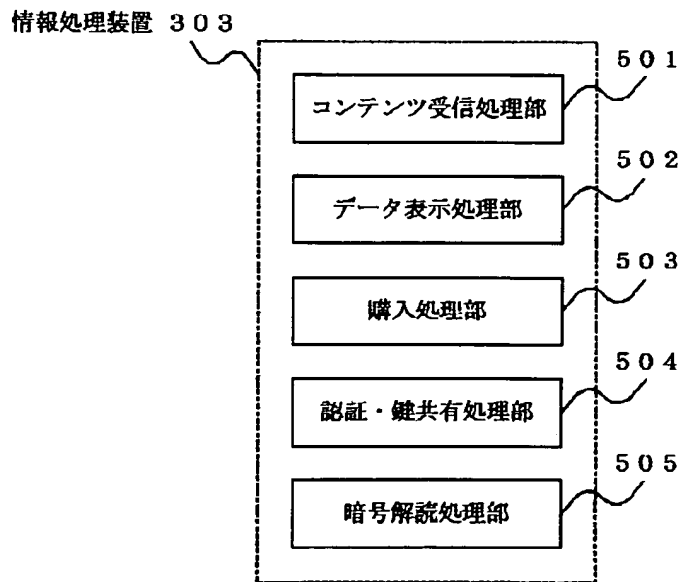 情報処理装置 ３０３
５０１
コンテンツ受信処理部
５０２
データ表示処理部
５０３
購入処理部
５０４
認証・鍵共有処理部
５０５
暗号解読処理部